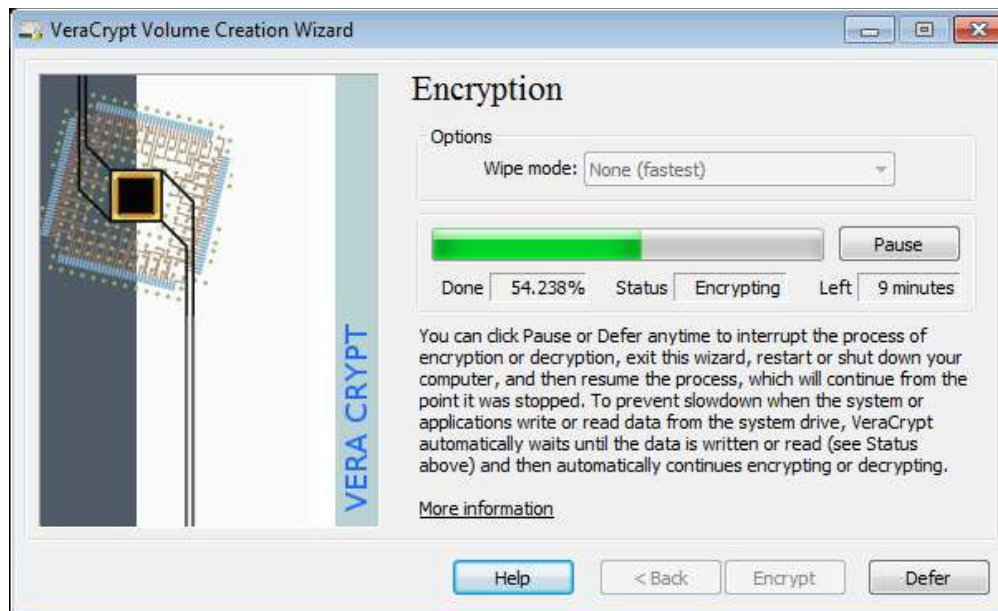 VeraCrypt Volume Creation Wizard
VERA CRYPT
Encryption
Options
Wipe mode: None (fastest)
Pause
Done 54.238% Status Encrypting Left 9 minutes
You can click Pause or Defer anytime to interrupt the process of
encryption or decryption, exit this wizard, restart or shut down your
computer, and then resume the process, which will continue from the
point it was stopped. To prevent slowdown when the system or
applications write or read data from the system drive, VeraCrypt
automatically waits until the data is written or read (see Status
above) and then automatically continues encrypting or decrypting.
More information
Help < Back Encrypt Defer